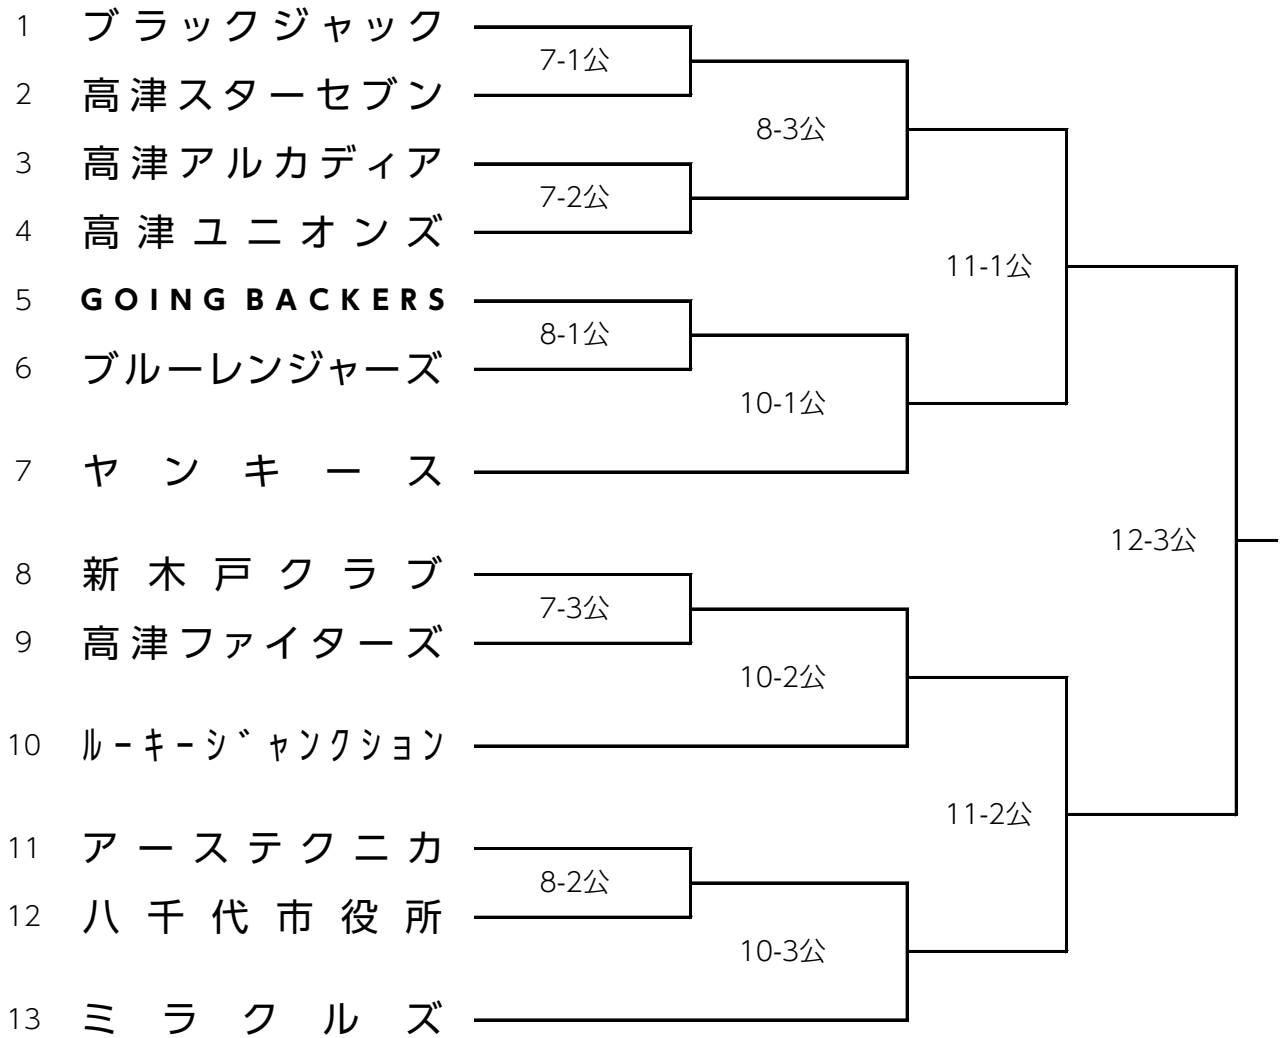 1 ブラックジャック
7-1公
2 高津スターセブン
8-3公
3 高津アルカディア
7-2公
4 高津ユニオンズ
11-1公
5 GOING BACKERS
8-1公
6 ブルーレンジャーズ
10-1公
7 ヤンキース
12-3公
8 新木戸クラブ
7-3公
9 高津ファイターズ
10-2公
10 ﾙｰｷｰｼﾞｬﾝｸｼｮﾝ
11-2公
11 アーステクニカ
8-2公
12 八千代市役所
10-3公
13 ミラクルズ